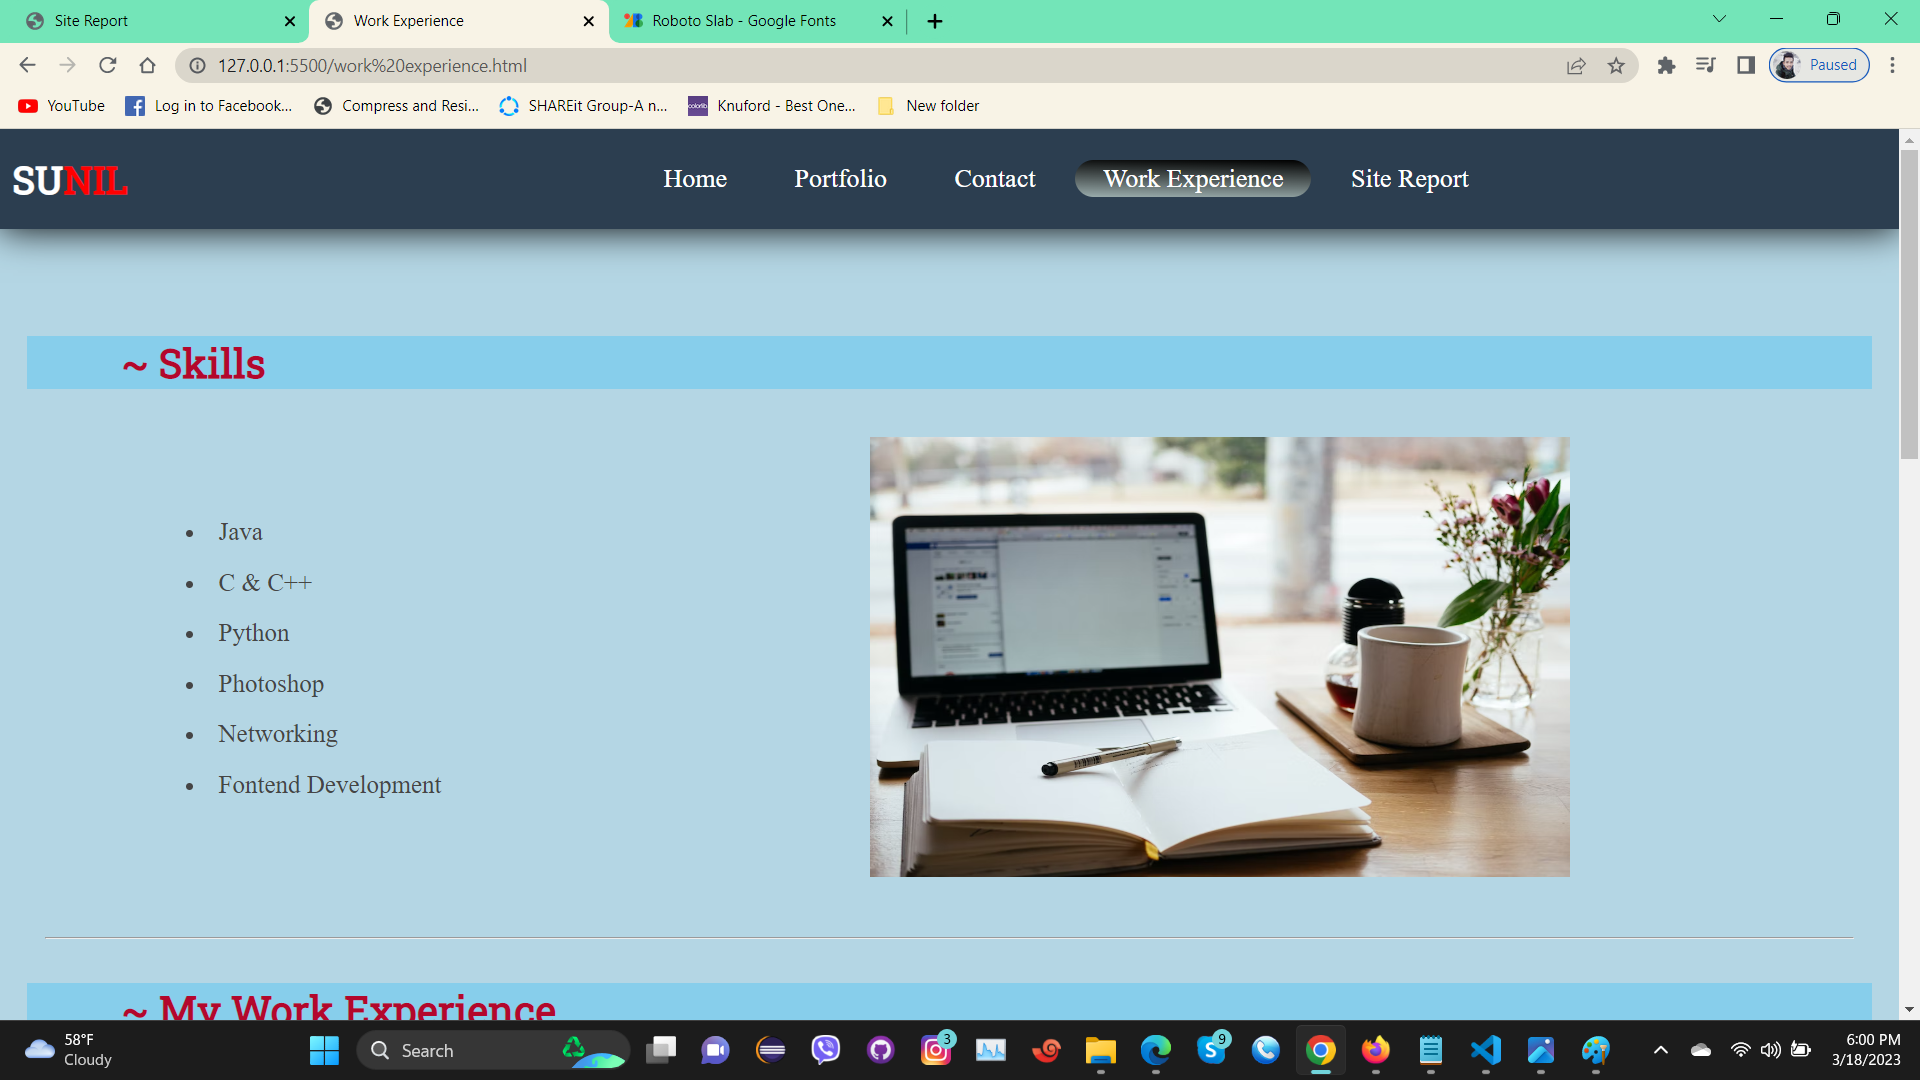 Site Report
Work Experience
Roboto Slab - Google Fonts
127.0.0.1:5500/work%20experience.html
Paused
YouTube
Log in to Facebook...
Compress and Resi...
SHAREit Group-A n...
Knuford - Best One...
New folder
SUNIL
Home
Portfolio
Contact
Work Experience
Site Report
~ Skills
• Java
• C & C++
• Python
• Photoshop
• Networking
• Fontend Development
~ My Work Experience
58°F
Cloudy
Search
3
9
6:00 PM
3/18/2023